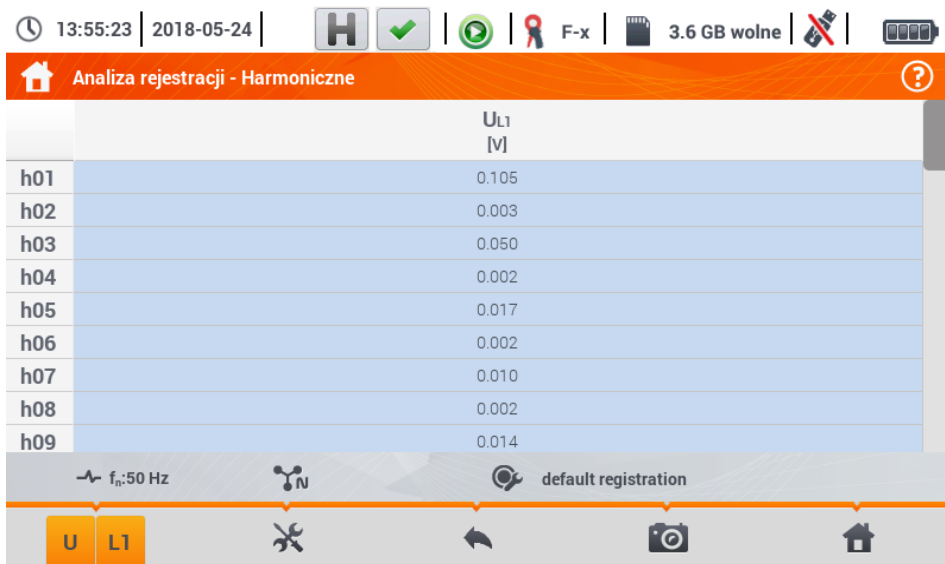 13:55:23 2018-05-24 H F-x 3.6 GB wolne
Analiza rejestracji - Harmoniczne ?
UL1
[V]
h01 0.105
h02 0.003
h03 0.050
h04 0.002
h05 0.017
h06 0.002
h07 0.010
h08 0.002
h09 0.014
fn:50 Hz N default registration
U L1